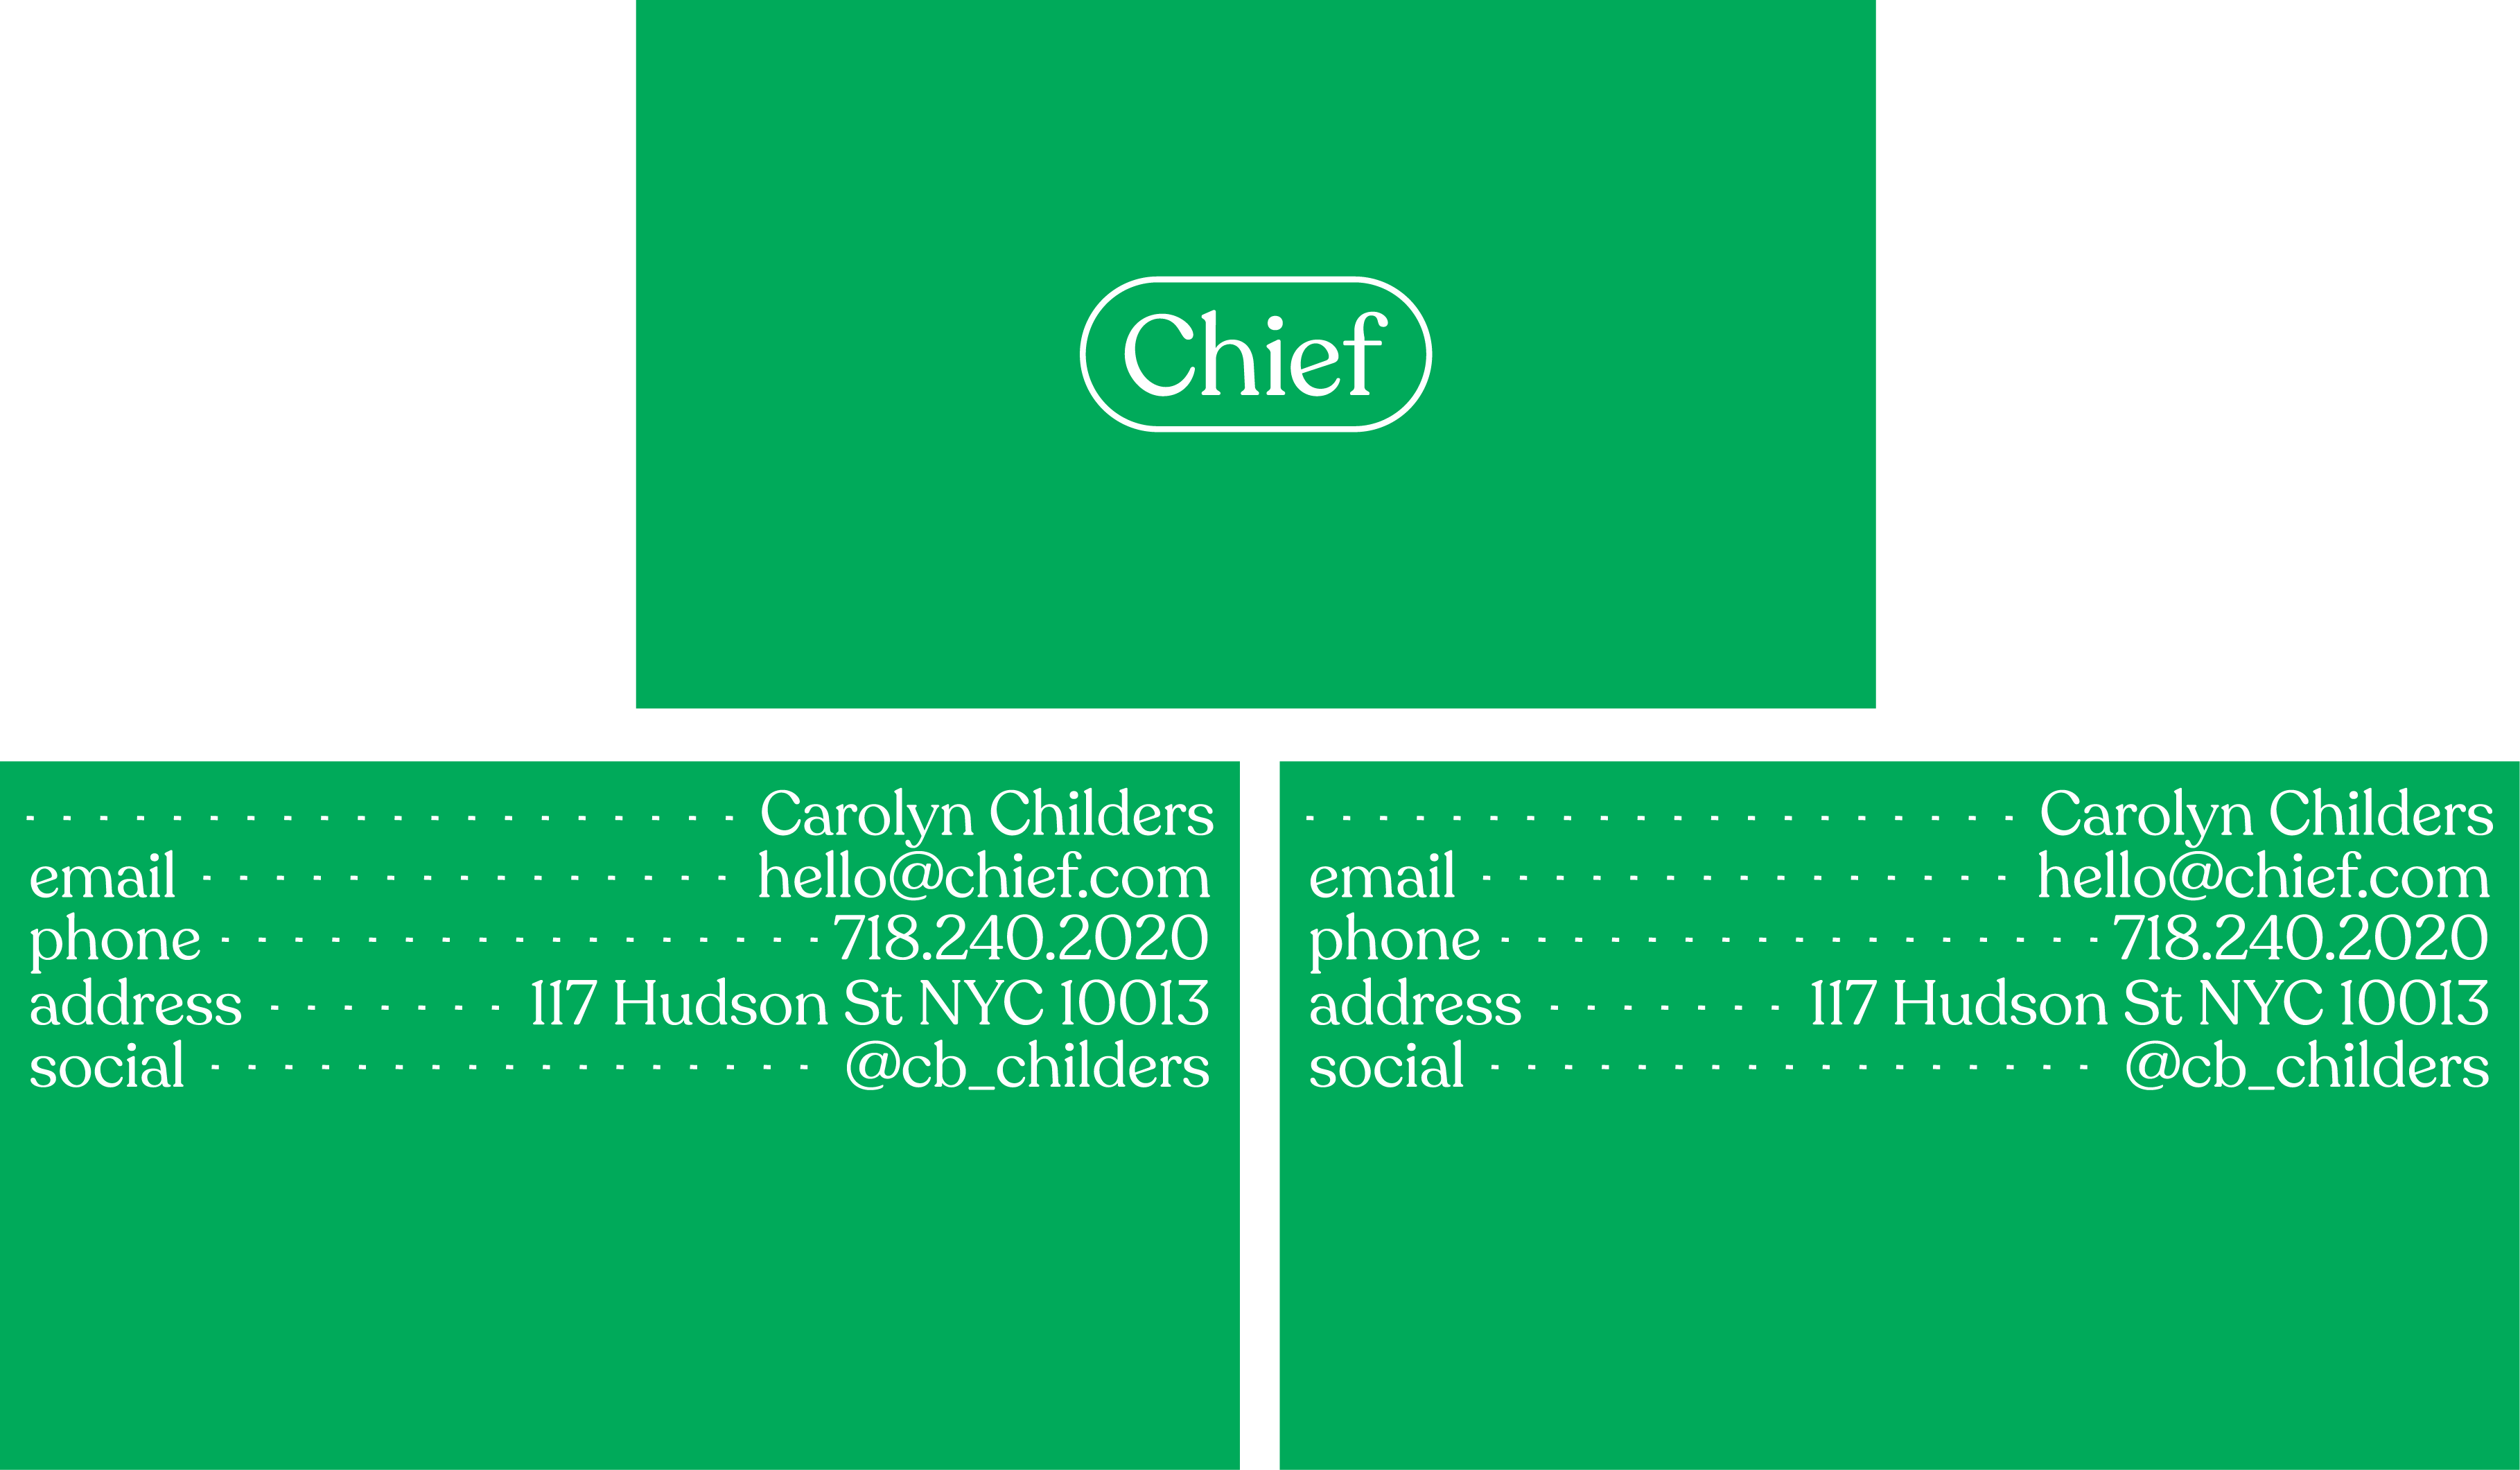 Chief
Carolyn Childers
email hello@chief.com
phone 718.240.2020
address 117 Hudson St NYC 10013
social @cb_childers
Carolyn Childers
email hello@chief.com
phone 718.240.2020
address 117 Hudson St NYC 10013
social @cb_childers